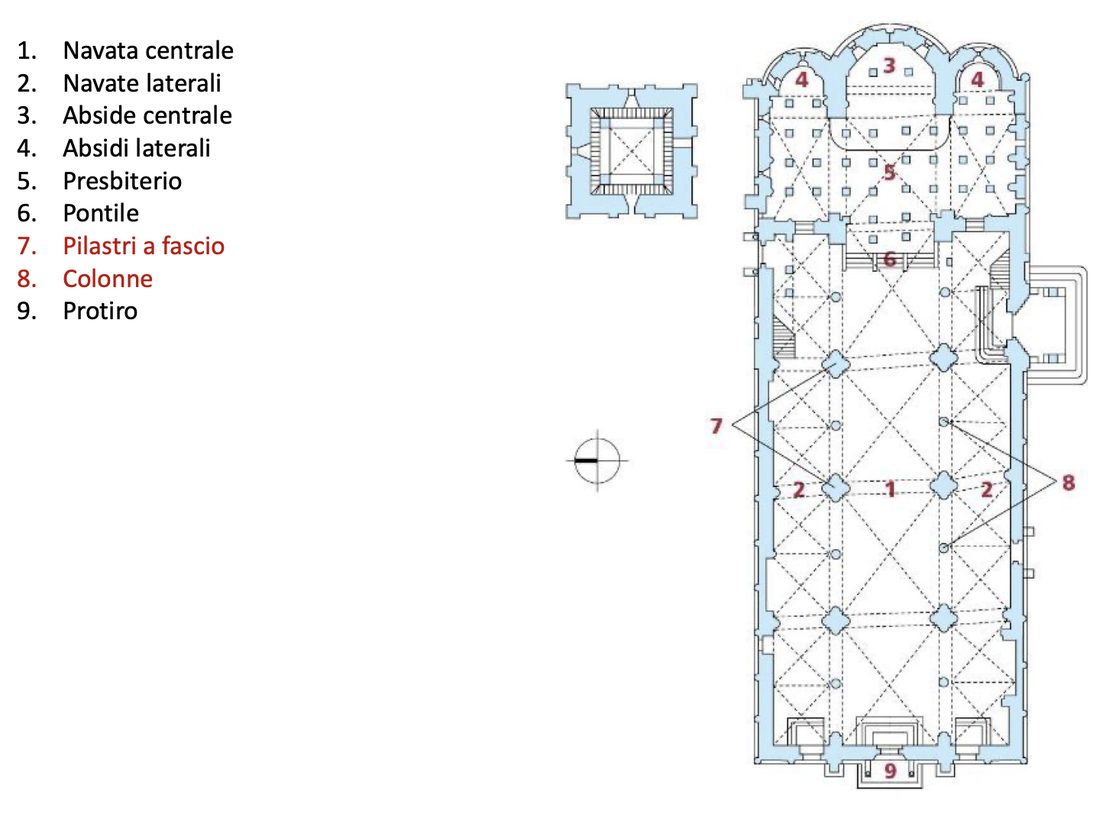 1. Navata centrale
2. Navate laterali
3. Abside centrale
4. Absidi laterali
5. Presbiterio
6. Pontile
7. Pilastri a fascio
8. Colonne
9. Protiro
3
4 4
5
6
7
2 1 2 8
9